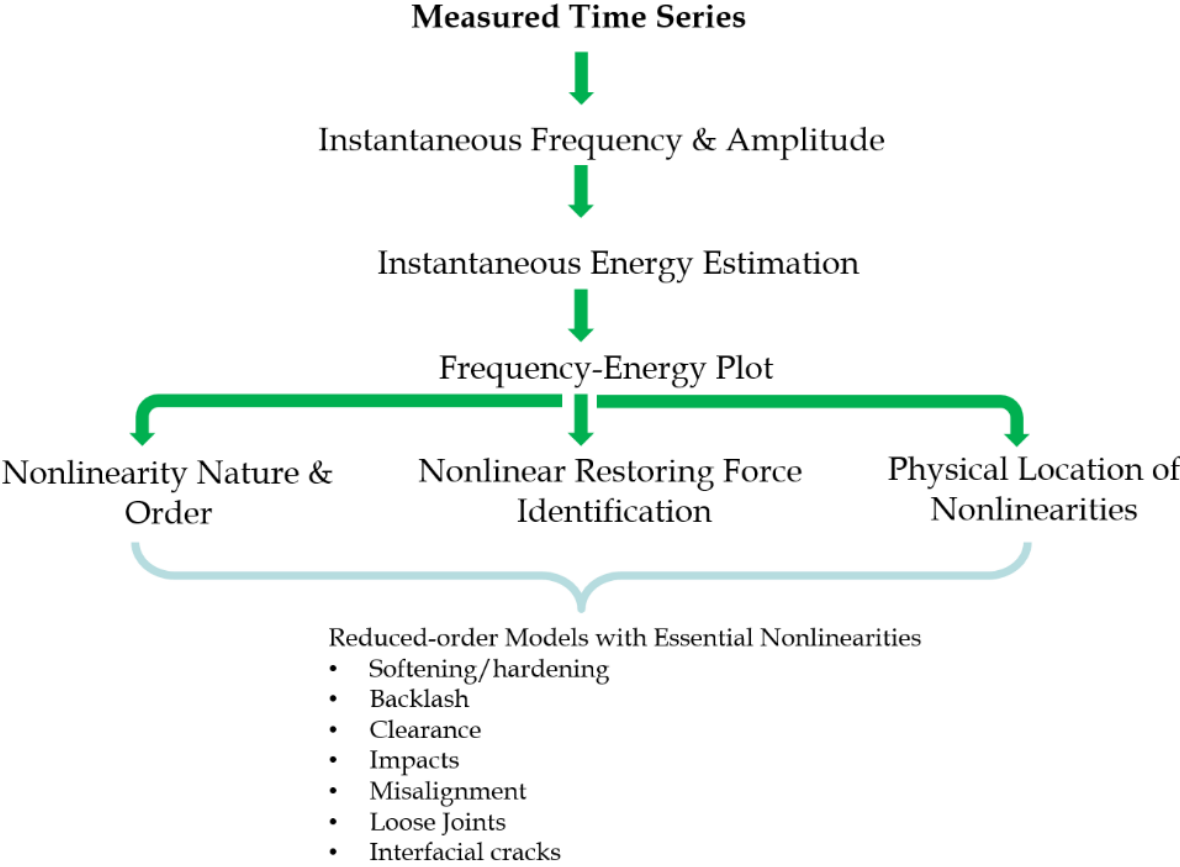 Measured Time Series
Instantaneous Frequency & Amplitude
Instantaneous Energy Estimation
Frequency-Energy Plot
Nonlinearity Nature &
Order
Nonlinear Restoring Force
Identification
Physical Location of
Nonlinearities
Reduced-order Models with Essential Nonlinearities
• Softening/hardening
• Backlash
• Clearance
• Impacts
• Misalignment
• Loose Joints
• Interfacial cracks